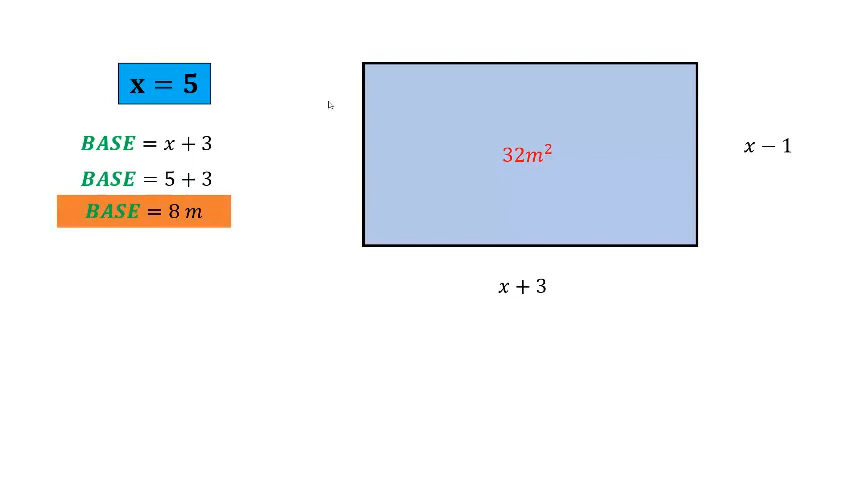 𝐱 = 𝟓
BASE = x + 3
BASE = 5 + 3
BASE = 8 m
32m²
x − 1
x + 3